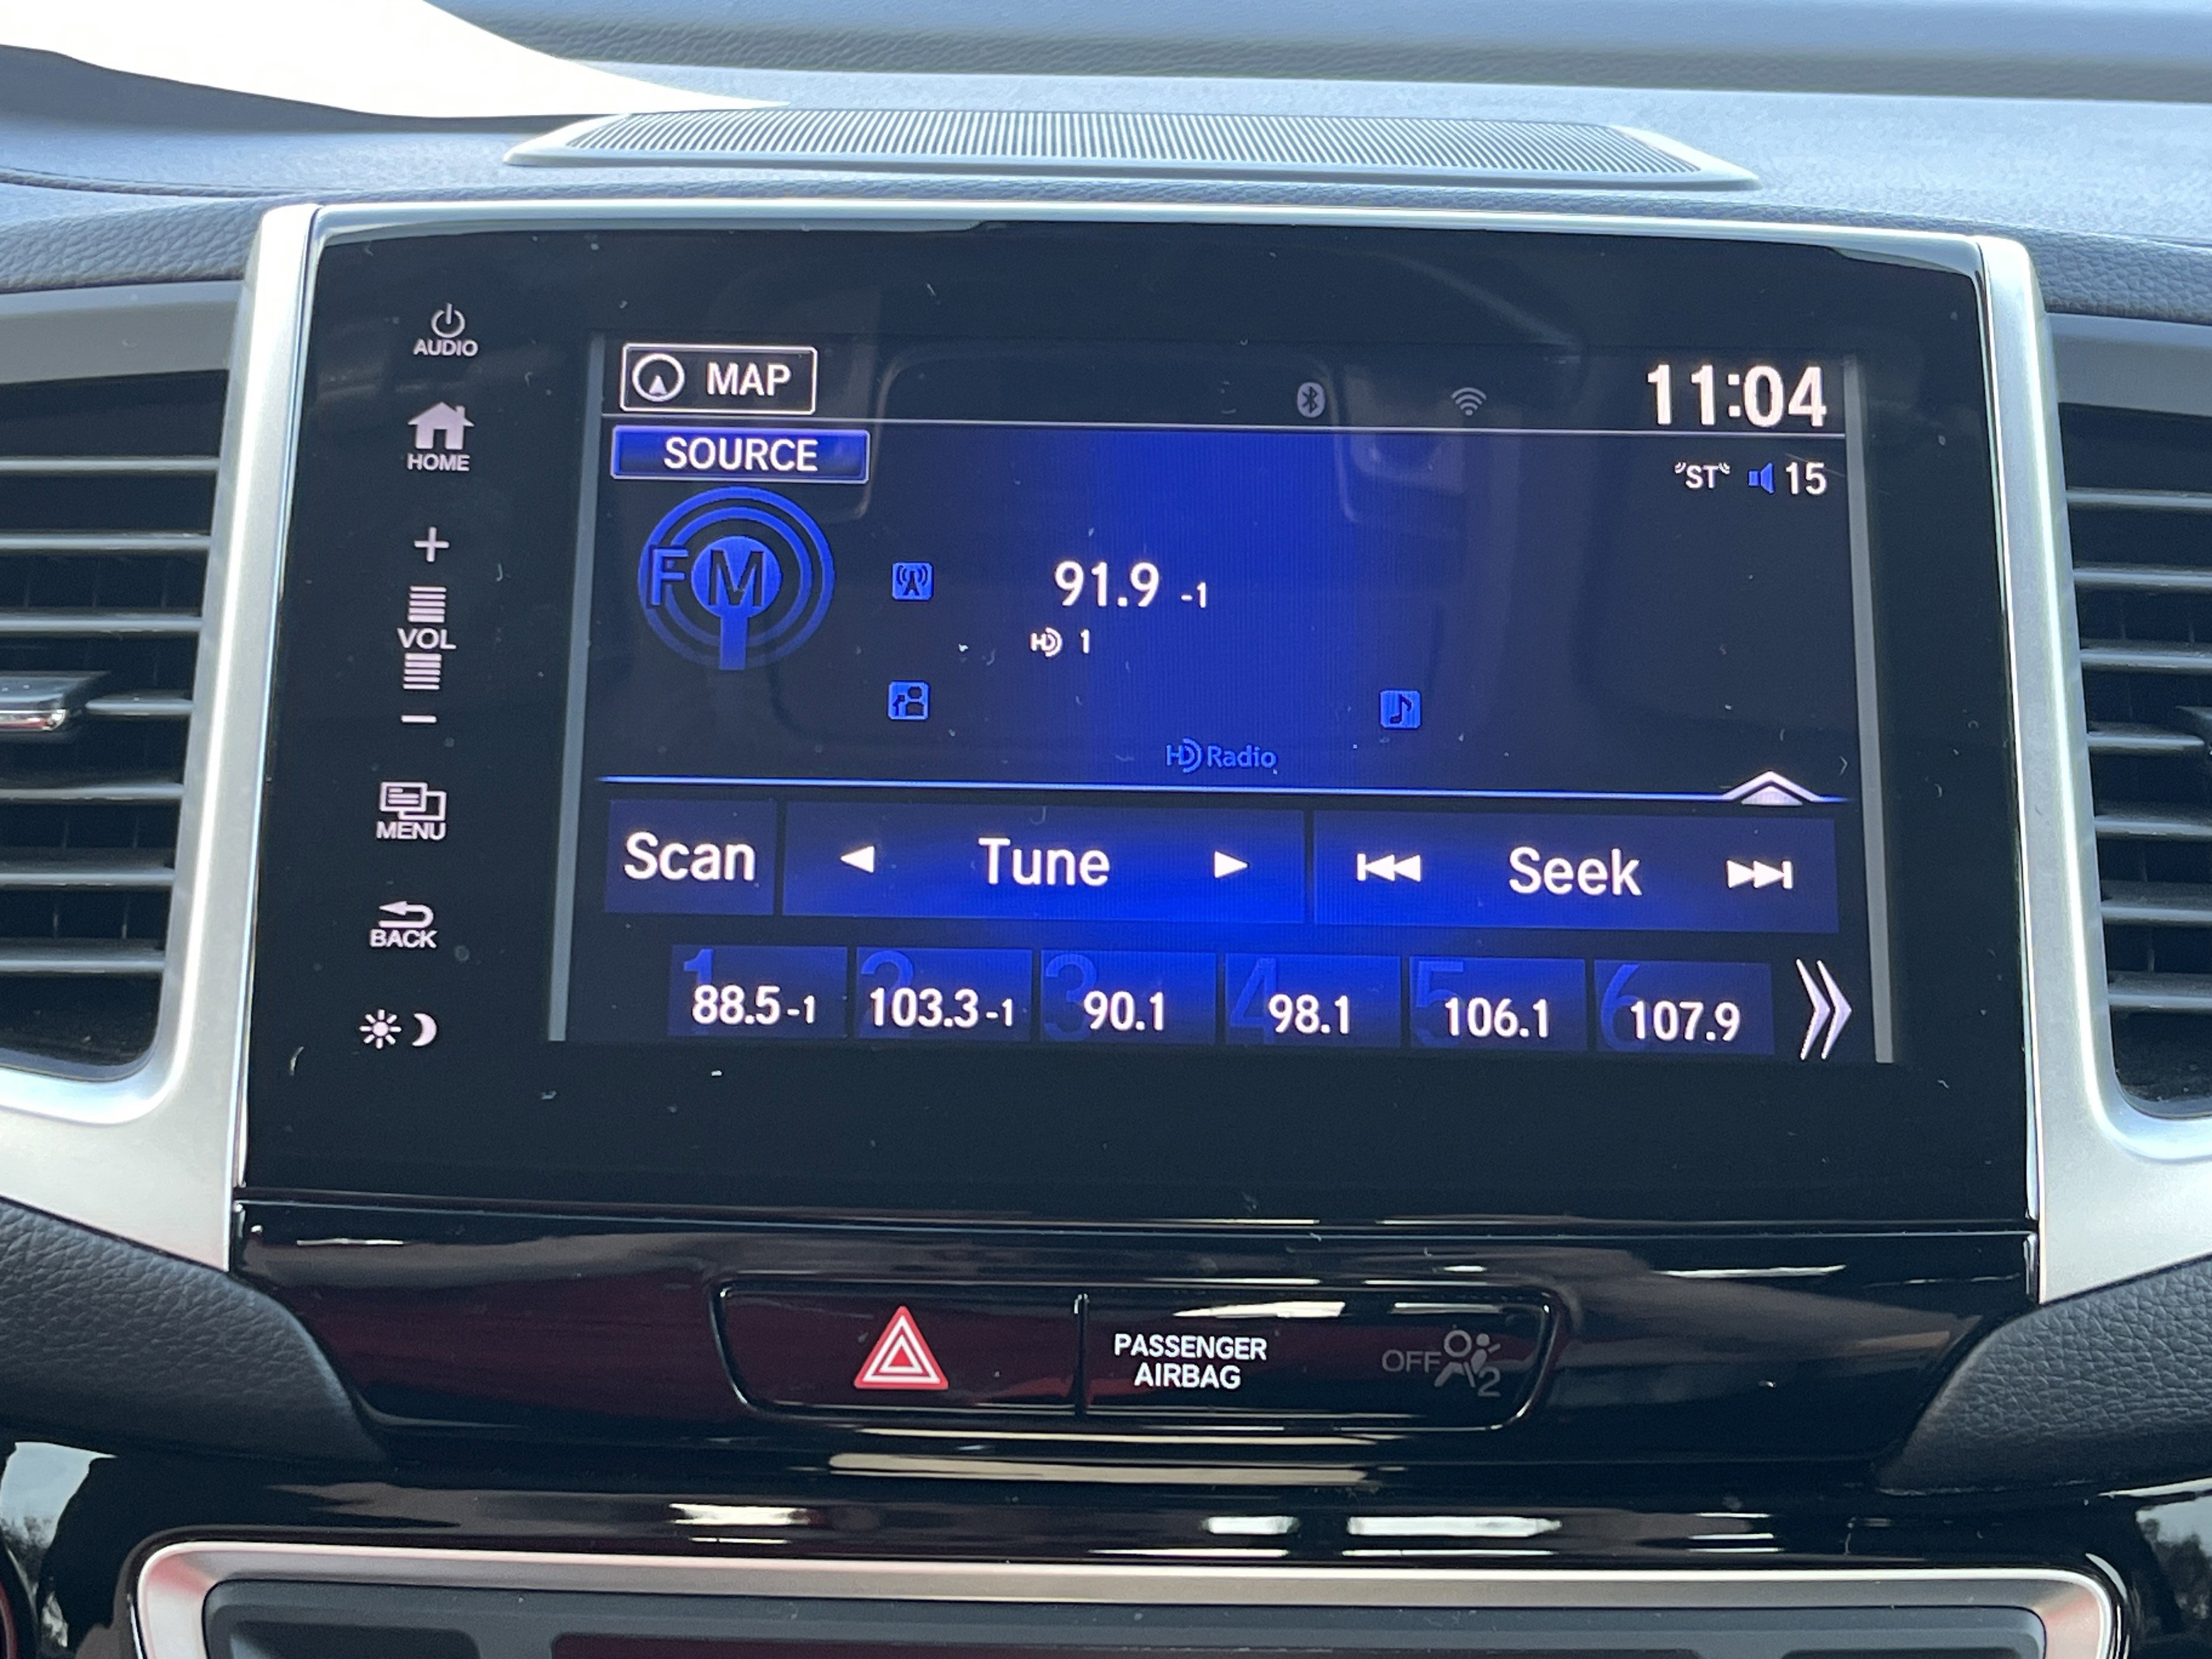 AUDIO
HOME
+
VOL
−
MENU
BACK
MAP
11:04
SOURCE
ST 15
FM
91.9 -1
HD 1
HD Radio
Scan
Tune
Seek
1 88.5-1
2 103.3-1
3 90.1
4 98.1
5 106.1
6 107.9
PASSENGER
AIRBAG
OFF 2